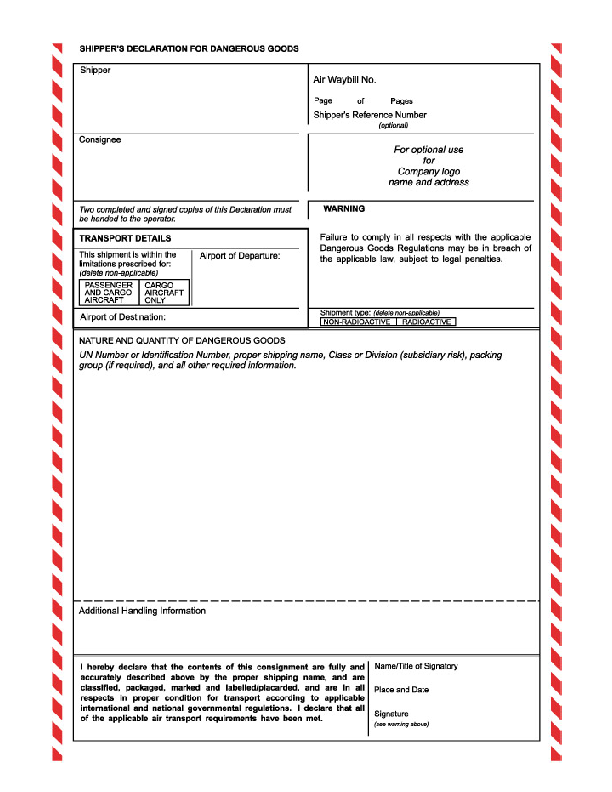 SHIPPER'S DECLARATION FOR DANGEROUS GOODS
Shipper
Air Waybill No.
Page of Pages
Shipper's Reference Number
(optional)
Consignee
For optional use
for
Company logo
name and address
Two completed and signed copies of this Declaration must
be handed to the operator.
WARNING
Failure to comply in all respects with the applicable
Dangerous Goods Regulations may be in breach of
the applicable law, subject to legal penalties.
TRANSPORT DETAILS
This shipment is within the
limitations prescribed for:
(delete non-applicable)
PASSENGER
AND CARGO
AIRCRAFT
CARGO
AIRCRAFT
ONLY
Airport of Departure:
Airport of Destination:
Shipment type: (delete non-applicable)
NON-RADIOACTIVE RADIOACTIVE
NATURE AND QUANTITY OF DANGEROUS GOODS
UN Number or Identification Number, proper shipping name, Class or Division (subsidiary risk), packing
group (if required), and all other required information.
Additional Handling Information
I hereby declare that the contents of this consignment are fully and
accurately described above by the proper shipping name, and are
classified, packaged, marked and labelled/placarded, and are in all
respects in proper condition for transport according to applicable
international and national governmental regulations. I declare that all
of the applicable air transport requirements have been met.
Name/Title of Signatory
Place and Date
Signature
(see warning above)